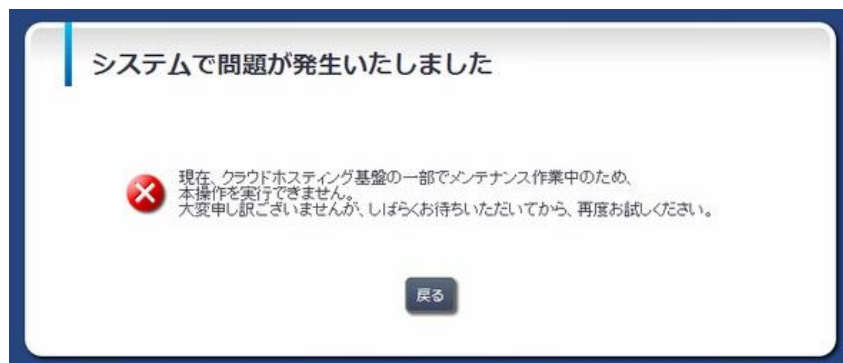 システムで問題が発生いたしました
現在、クラウドホスティング基盤の一部でメンテナンス作業中のため、
本操作を実行できません。
大変申し訳ございませんが、しばらくお待ちいただいてから、再度お試しください。
戻る